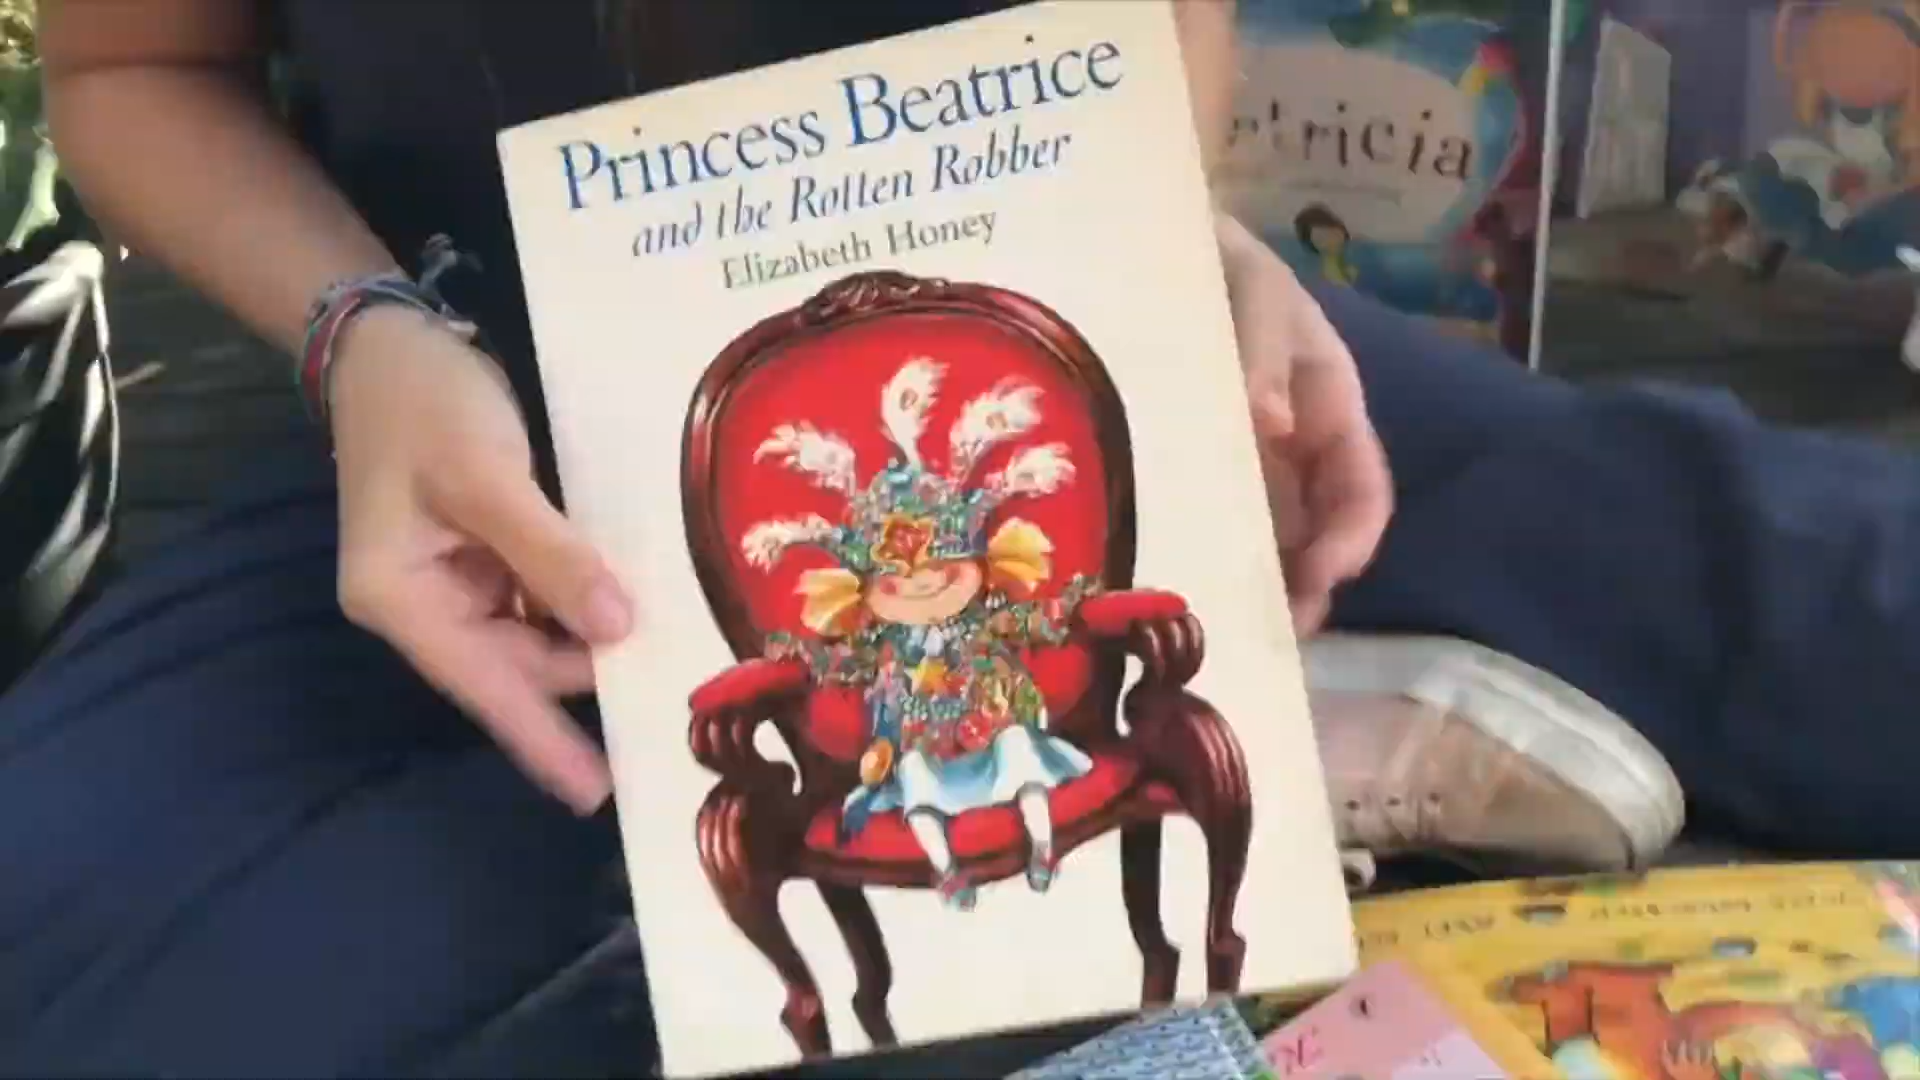 Princess Beatrice
and the Rotten Robber
Elizabeth Honey
tricia